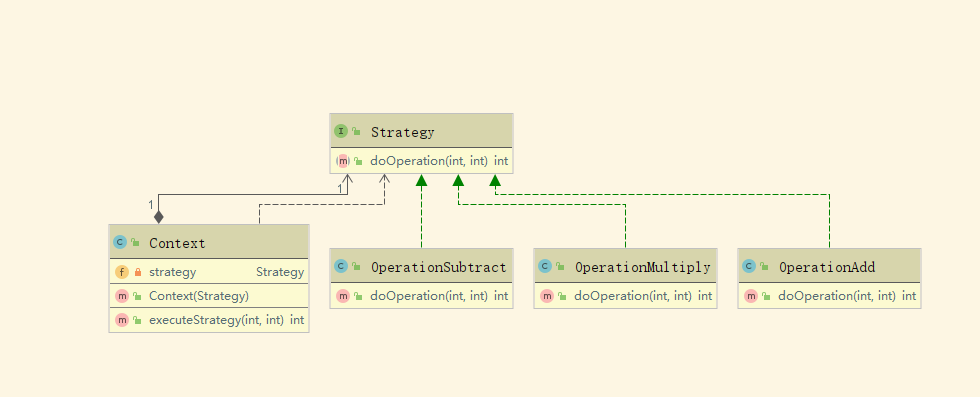 I Strategy
m doOperation(int, int) int
1
1
C Context
f strategy Strategy
m Context(Strategy)
m executeStrategy(int, int) int
C OperationSubtract
m doOperation(int, int) int
C OperationMultiply
m doOperation(int, int) int
C OperationAdd
m doOperation(int, int) int